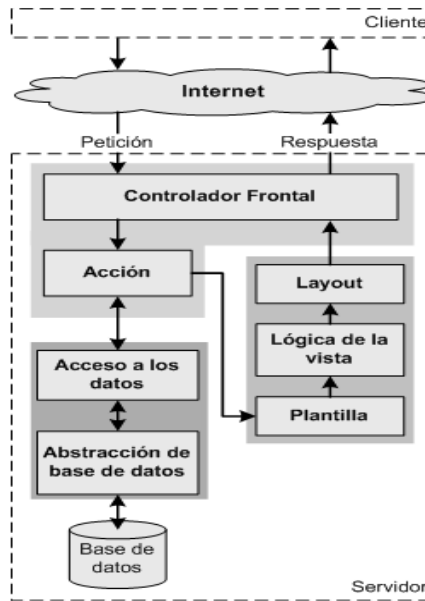 Cliente
Internet
Petición
Respuesta
Controlador Frontal
Acción
Layout
Lógica de la
vista
Plantilla
Acceso a los
datos
Abstracción de
base de datos
Base de
datos
Servidor